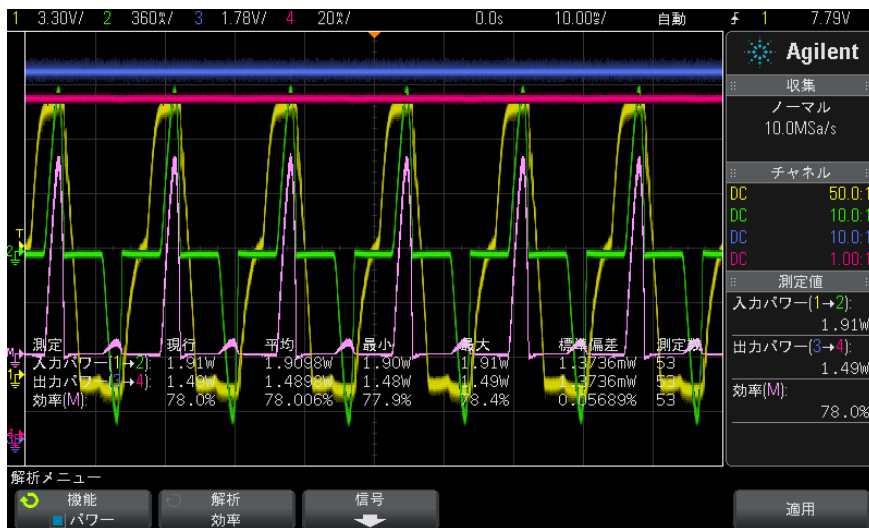 1 3.30V/ 2 360%/ 3 1.78V/ 4 20%/ 0.0s 10.00%/ 自動 1 7.79V
Agilent
収集
ノーマル
10.0MSa/s
チャネル
DC 50.0:1
DC 10.0:1
DC 10.0:1
DC 1.00:1
測定値
入力パワー(1→2):
1.91W
出力パワー(3→4):
1.49W
効率(M):
78.0%
T
2
M
1
測定 現行 平均 最小 最大 標準偏差 測定数
入力パワー(1→2): 1.91W 1.9098W 1.90W 1.91W 1.3736mW 53
出力パワー(3→4): 1.49W 1.4898W 1.48W 1.49W 1.3736mW 53
効率(M): 78.0% 78.006% 77.9% 78.4% 0.05689% 53
解析メニュー
機能
パワー
解析
効率
信号
適用